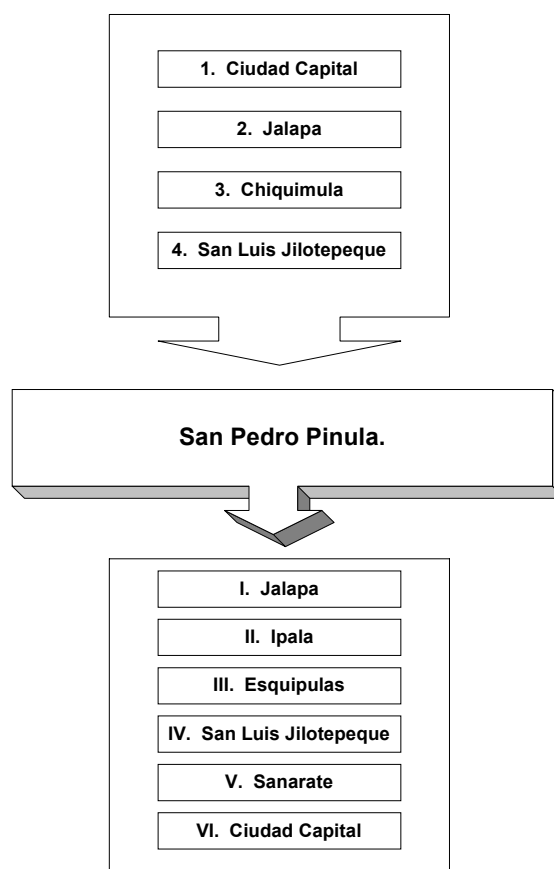 1. Ciudad Capital
2. Jalapa
3. Chiquimula
4. San Luis Jilotepeque
San Pedro Pinula.
I. Jalapa
II. Ipala
III. Esquipulas
IV. San Luis Jilotepeque
V. Sanarate
VI. Ciudad Capital